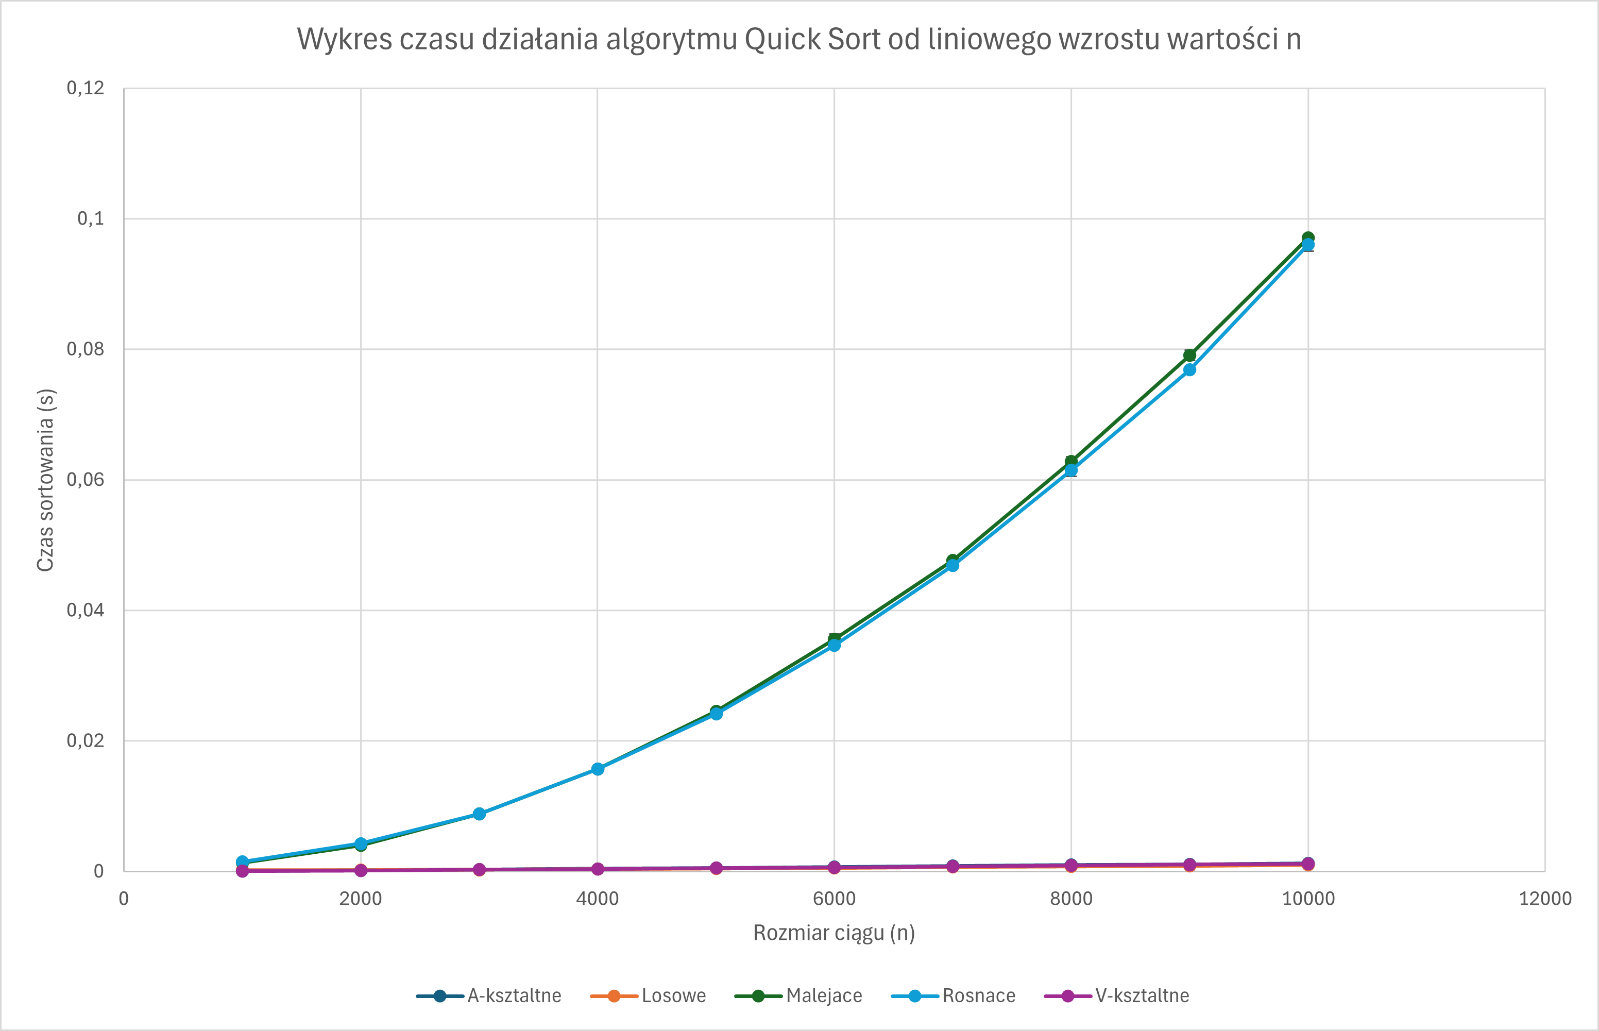 Wykres czasu działania algorytmu Quick Sort od liniowego wzrostu wartości n
0,12
0,1
0,08
0,06
0,04
0,02
0
Czas sortowania (s)
0 2000 4000 6000 8000 10000 12000
Rozmiar ciągu (n)
A-ksztaltne Losowe Malejace Rosnace V-ksztaltne